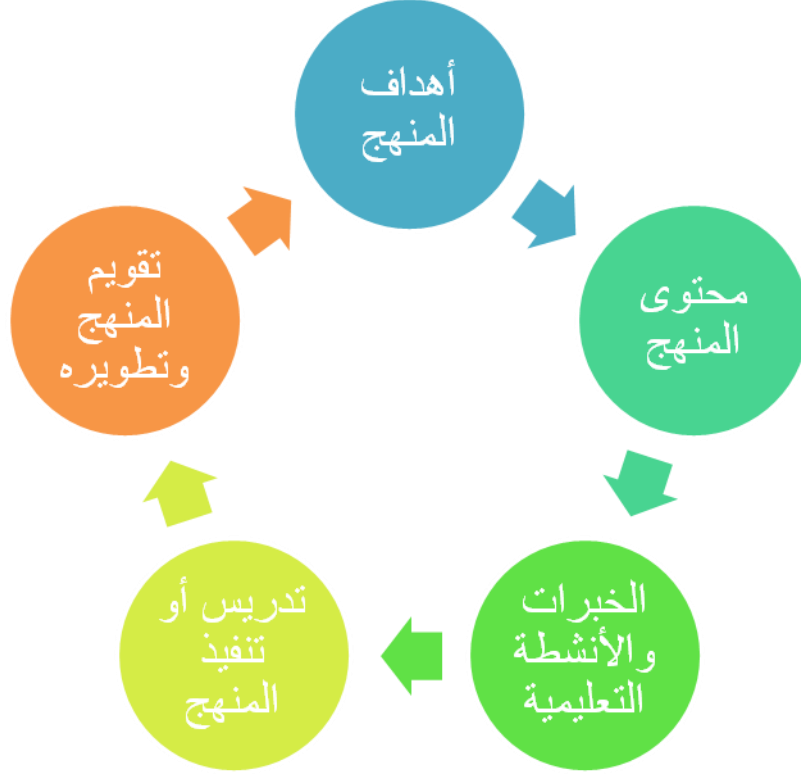 أهداف
المنهج
محتوى
المنهج
الخبرات
والأنشطة
التعليمية
تدريس أو
تنفيذ
المنهج
تقويم
المنهج
وتطويره